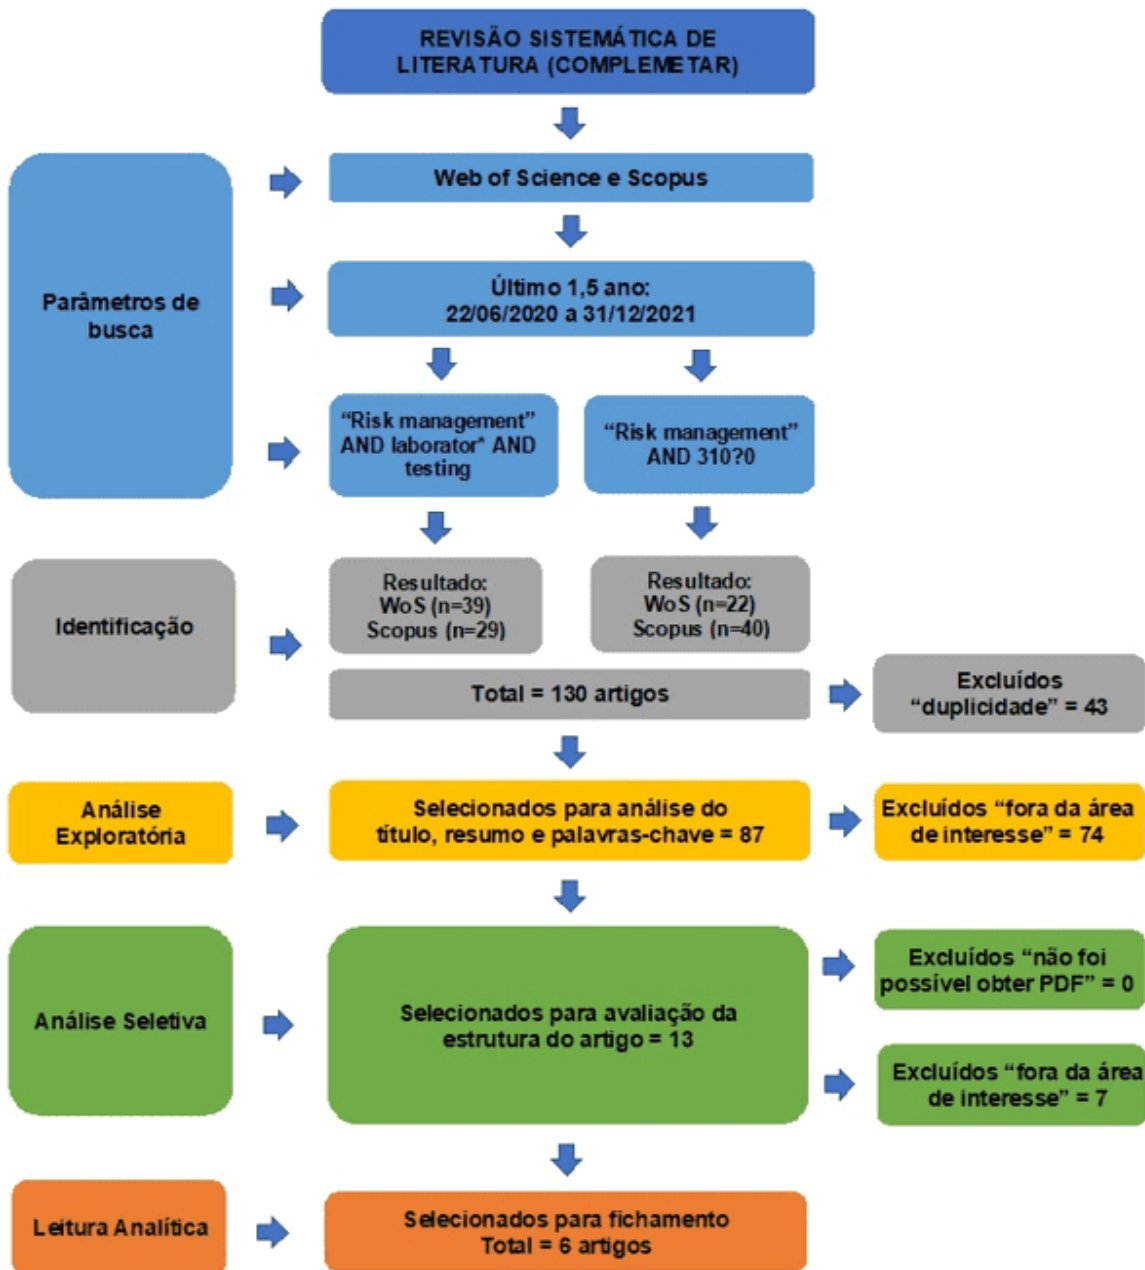 REVISÃO SISTEMÁTICA DE
LITERATURA (COMPLEMETAR)
Parâmetros de
busca
Web of Science e Scopus
Último 1,5 ano:
22/06/2020 a 31/12/2021
“Risk management”
AND laborator* AND
testing
“Risk management”
AND 310?0
Identificação
Resultado:
WoS (n=39)
Scopus (n=29)
Resultado:
WoS (n=22)
Scopus (n=40)
Total = 130 artigos
Excluídos
“duplicidade” = 43
Análise
Exploratória
Selecionados para análise do
título, resumo e palavras-chave = 87
Excluídos “fora da área
de interesse” = 74
Análise Seletiva
Selecionados para avaliação da
estrutura do artigo = 13
Excluídos “não foi
possível obter PDF” = 0
Excluídos “fora da área
de interesse” = 7
Leitura Analítica
Selecionados para fichamento
Total = 6 artigos